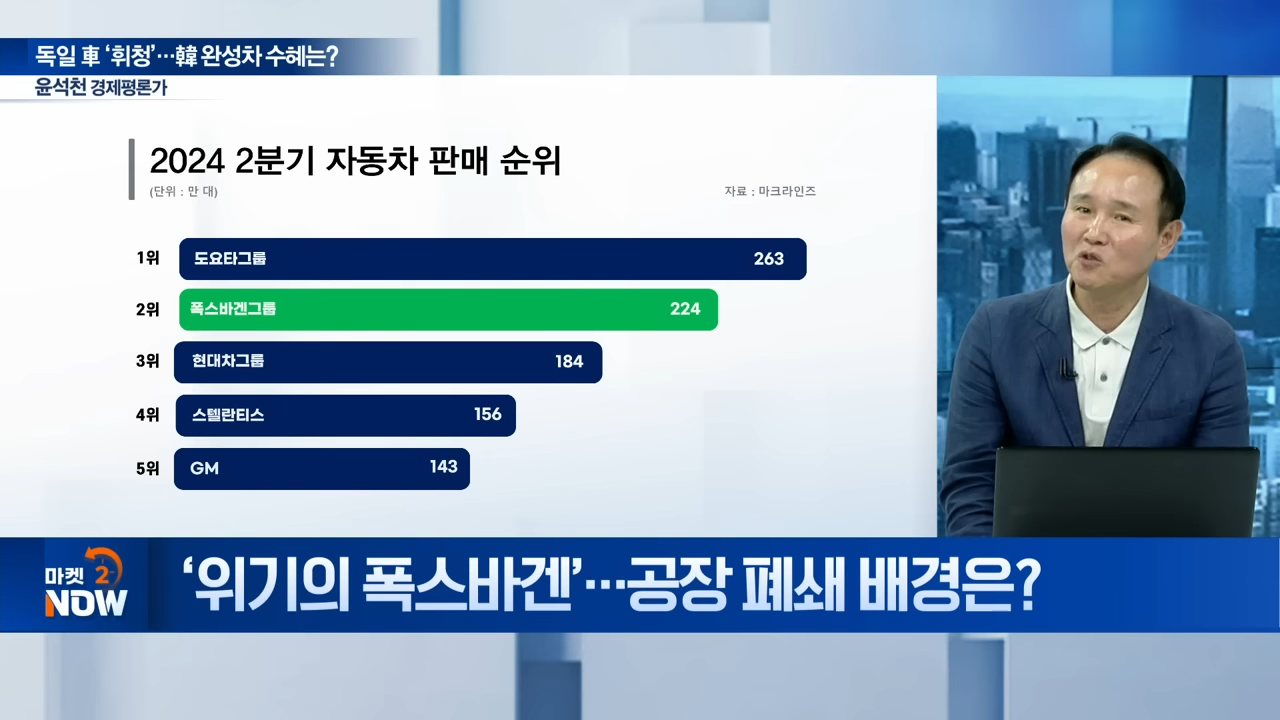 독일 車 ‘휘청’…韓 완성차 수혜는?
윤석천 경제평론가
2024 2분기 자동차 판매 순위
(단위 : 만 대)
자료 : 마크라인즈
1위 도요타그룹 263
2위 폭스바겐그룹 224
3위 현대차그룹 184
4위 스텔란티스 156
5위 GM 143
마켓 2
NOW
‘위기의 폭스바겐’…공장 폐쇄 배경은?